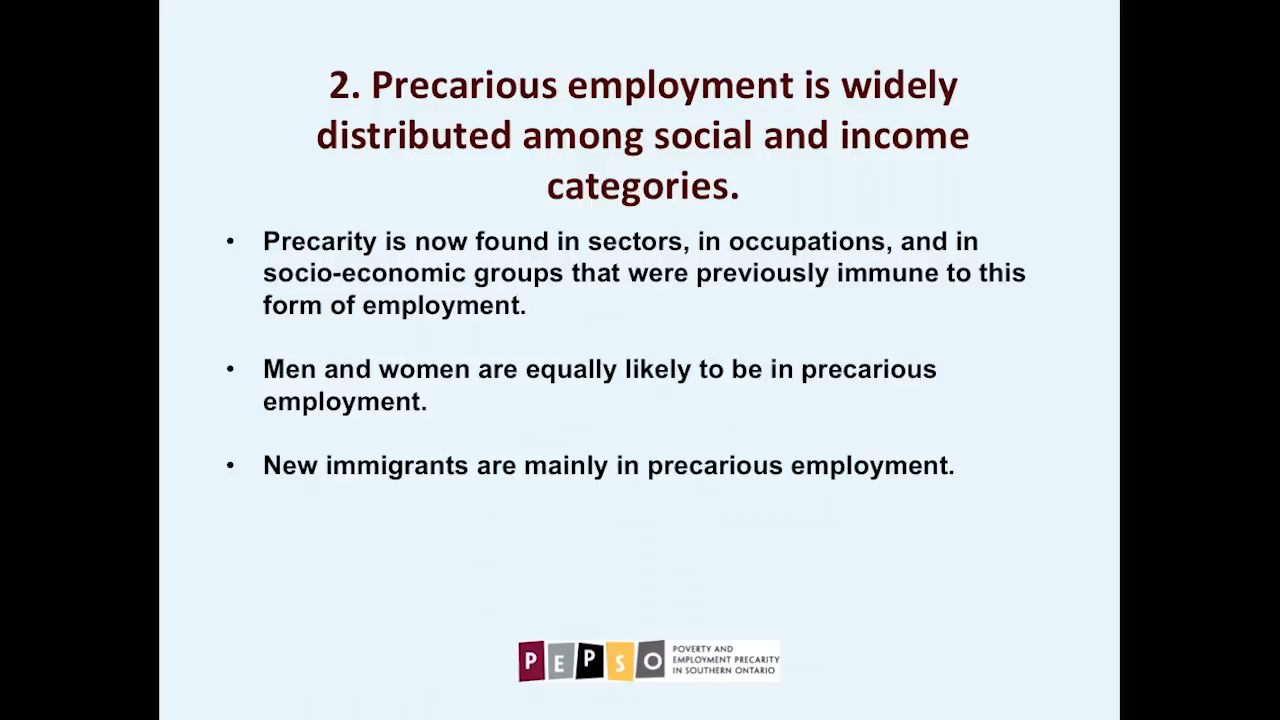 2. Precarious employment is widely
distributed among social and income
categories.
• Precarity is now found in sectors, in occupations, and in
socio-economic groups that were previously immune to this
form of employment.
• Men and women are equally likely to be in precarious
employment.
• New immigrants are mainly in precarious employment.
PEPSO
POVERTY AND
EMPLOYMENT PRECARITY
IN SOUTHERN ONTARIO